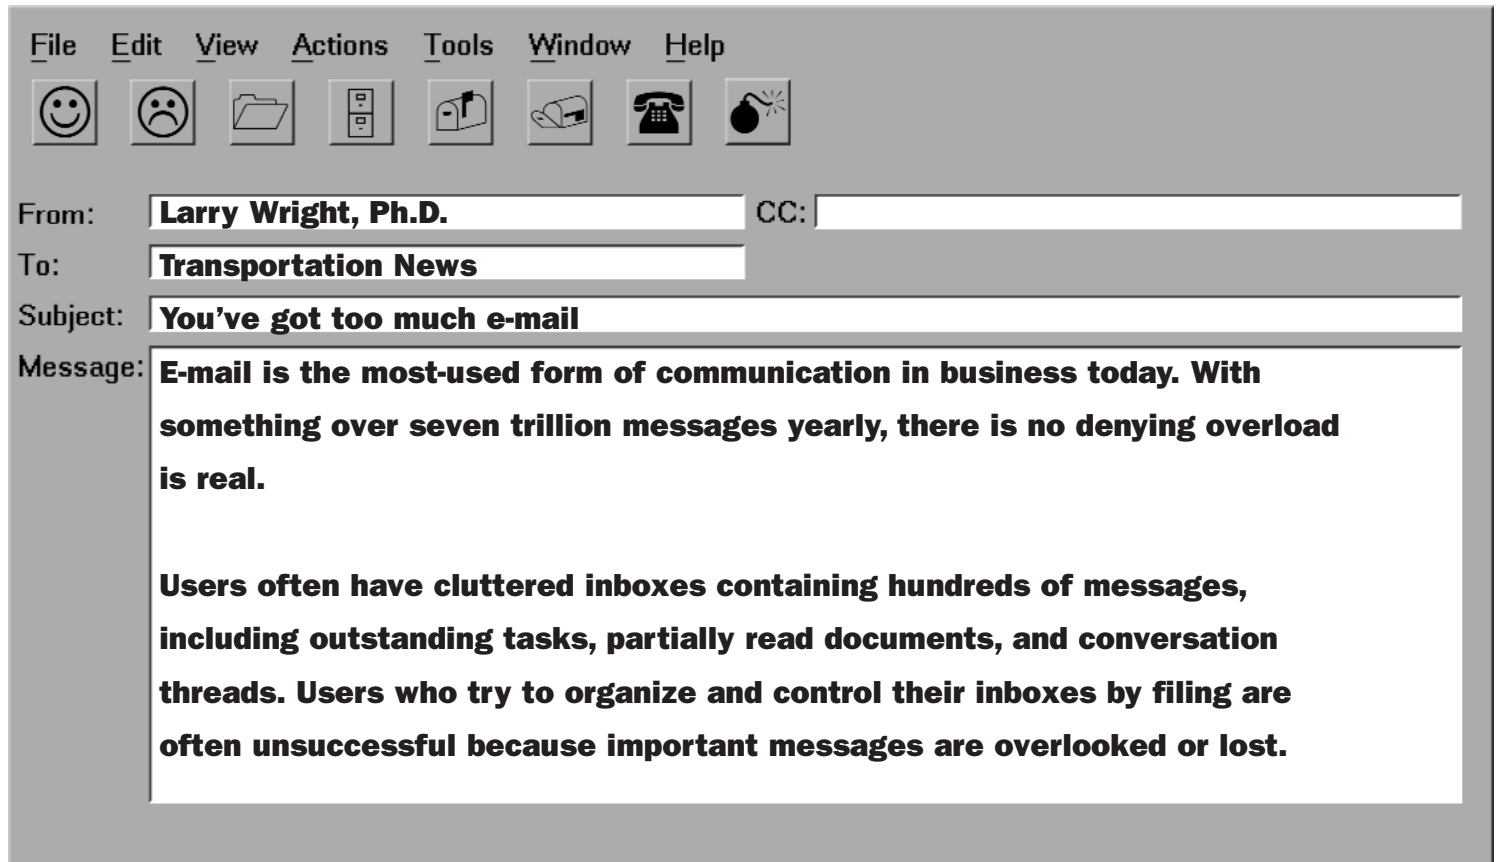 File Edit View Actions Tools Window Help
From: Larry Wright, Ph.D. CC:
To: Transportation News
Subject: You've got too much e-mail
Message: E-mail is the most-used form of communication in business today. With
something over seven trillion messages yearly, there is no denying overload
is real.
Users often have cluttered inboxes containing hundreds of messages,
including outstanding tasks, partially read documents, and conversation
threads. Users who try to organize and control their inboxes by filing are
often unsuccessful because important messages are overlooked or lost.